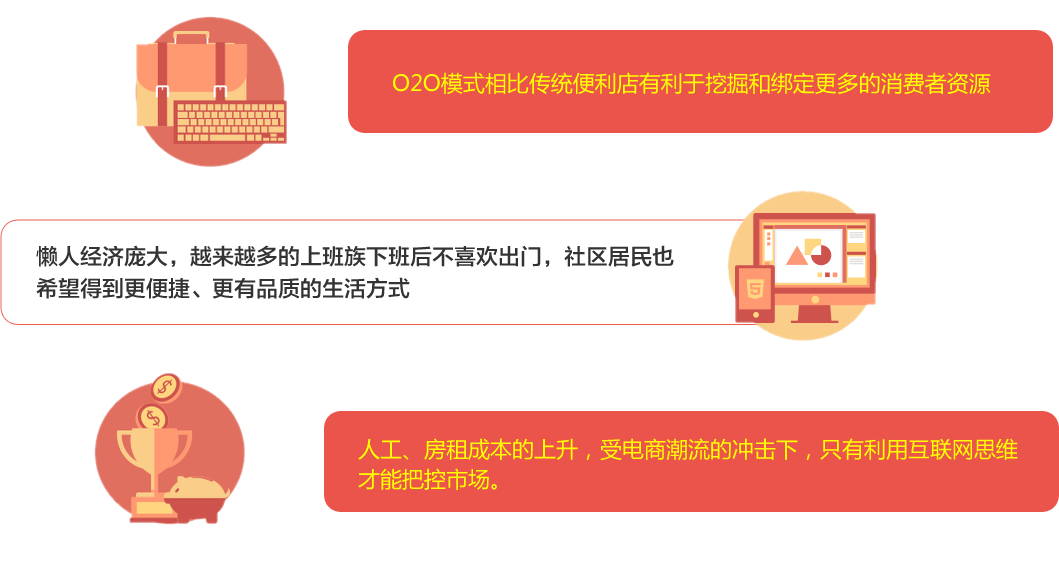 O2O模式相比传统便利店有利于挖掘和绑定更多的消费者资源
懒人经济庞大，越来越多的上班族下班后不喜欢出门，社区居民也
希望得到更便捷、更有品质的生活方式
5
$
$
人工、房租成本的上升，受电商潮流的冲击下，只有利用互联网思维
才能把控市场。